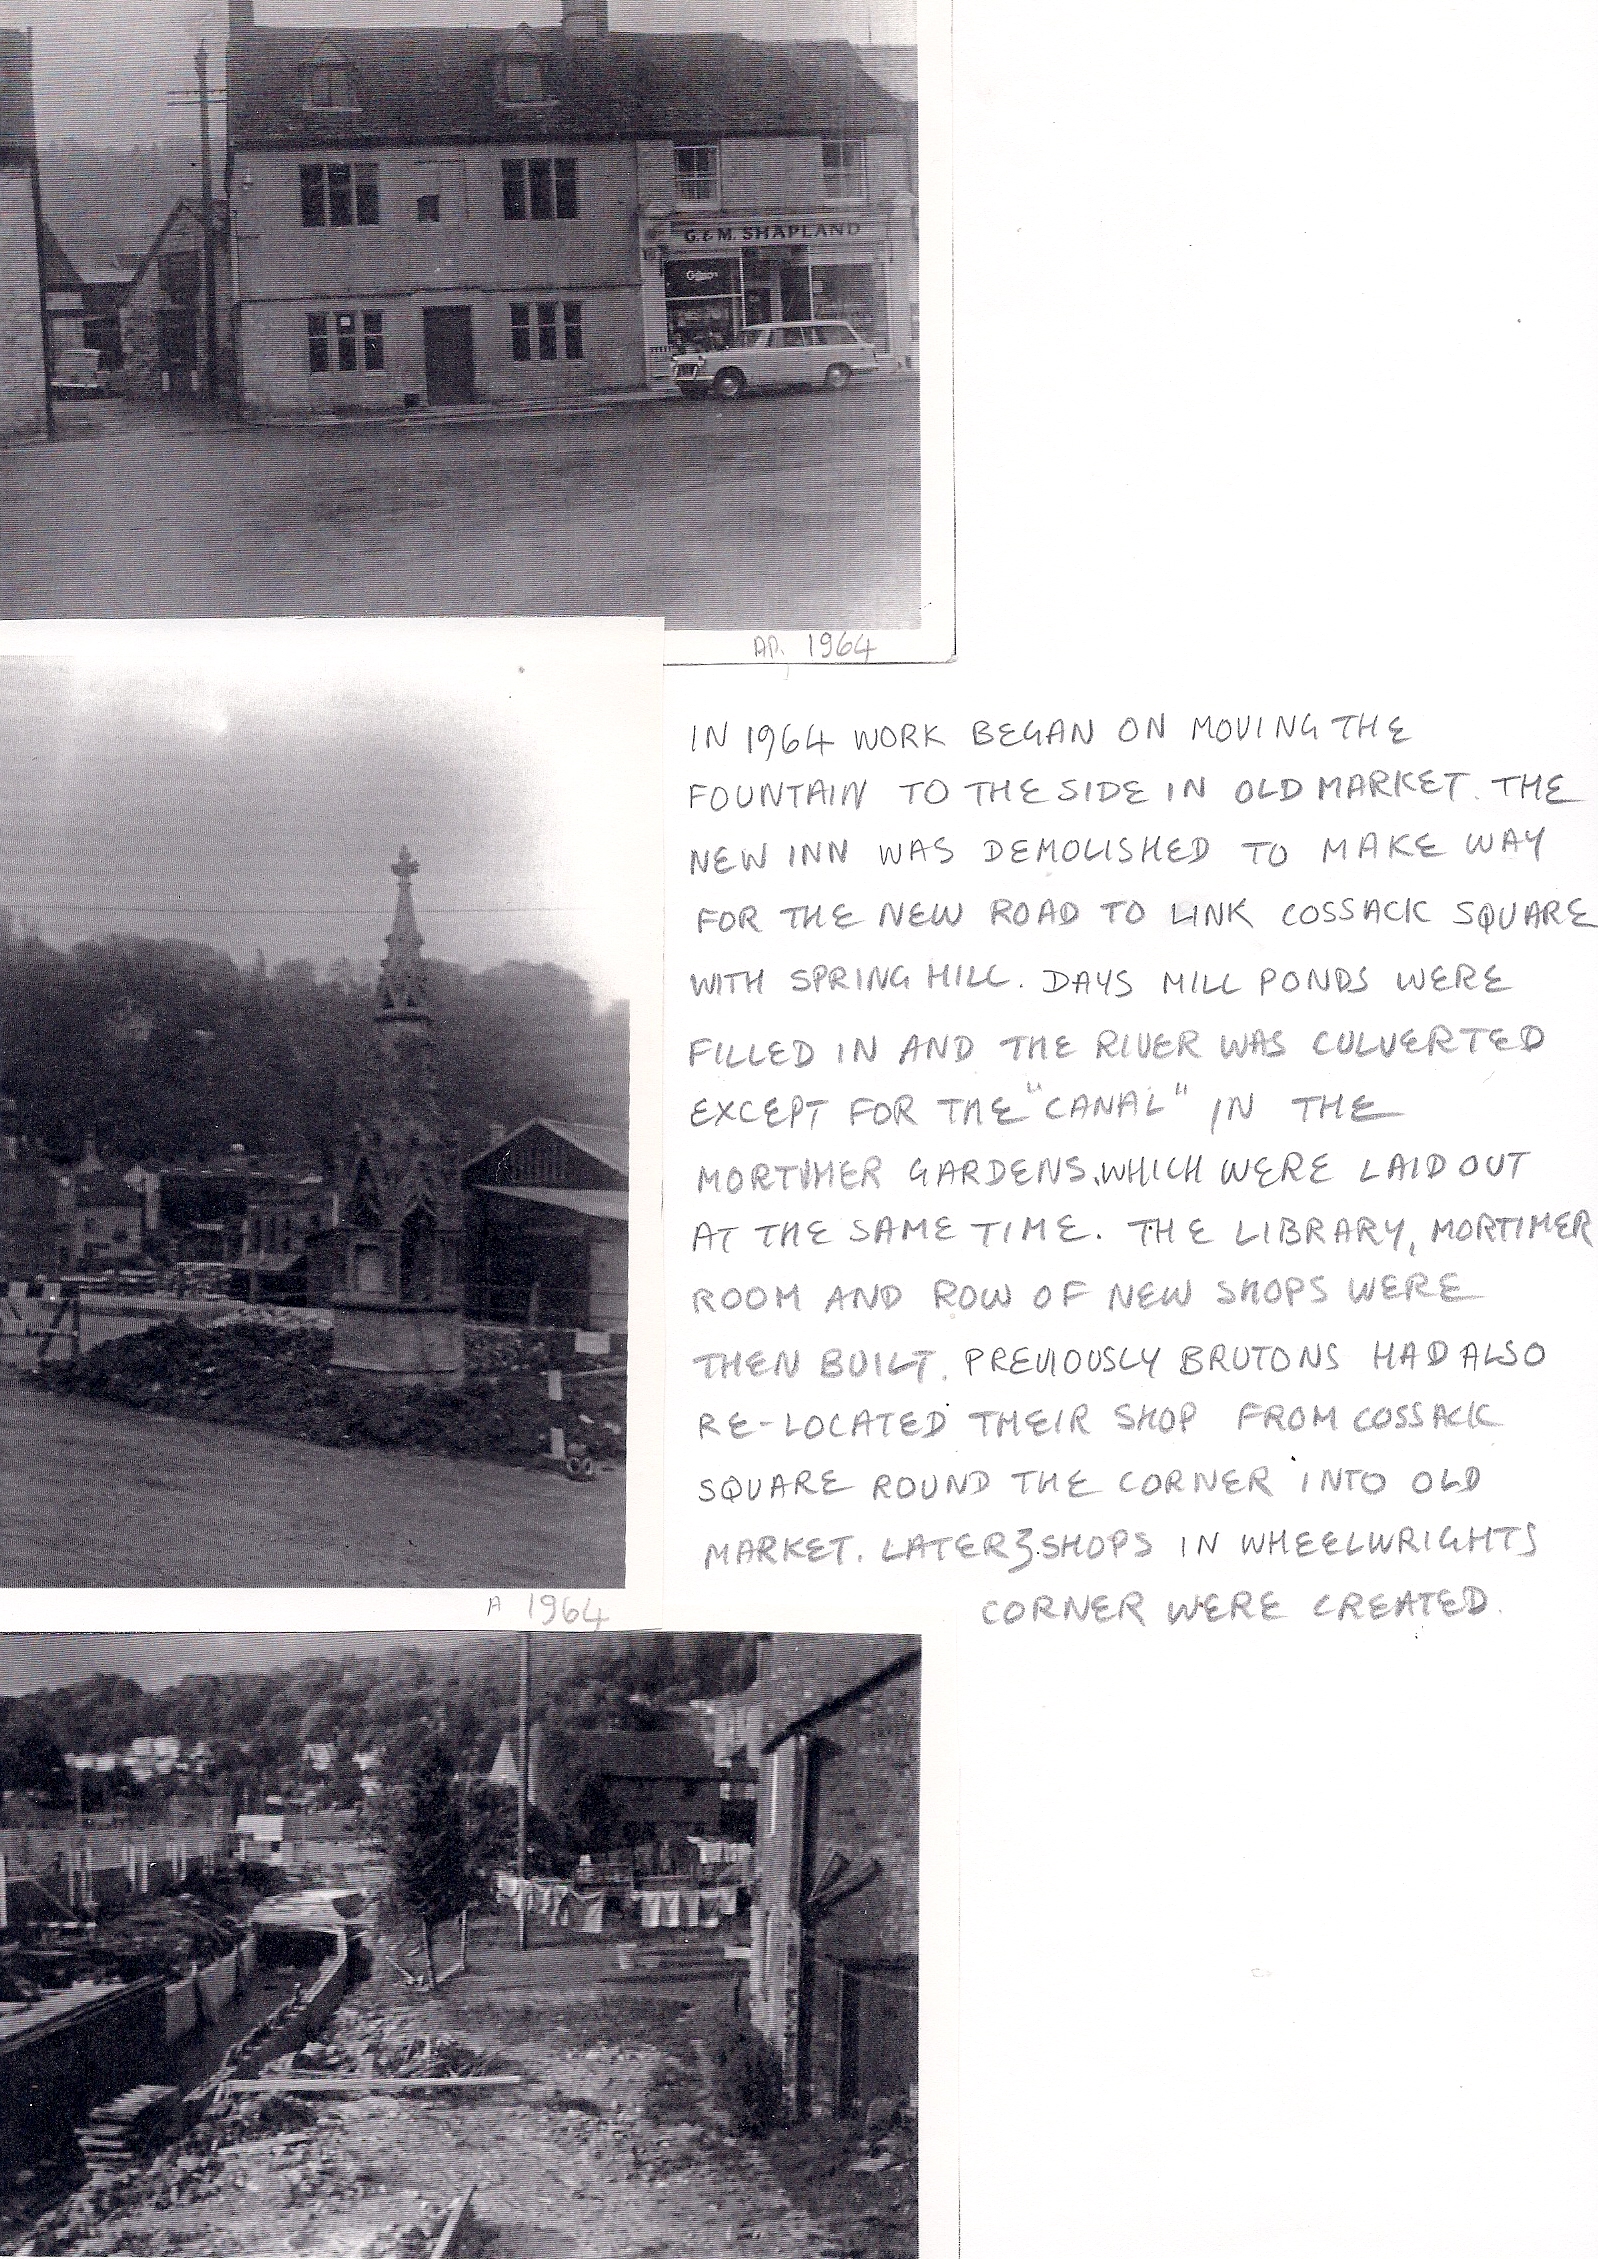 G. & M. SHAPLAND
AP. 1964
IN 1964 WORK BEGAN ON MOVING THE
FOUNTAIN TO THE SIDE IN OLD MARKET. THE
NEW INN WAS DEMOLISHED TO MAKE WAY
FOR THE NEW ROAD TO LINK COSSACK SQUARE
WITH SPRING HILL. DAYS MILL PONDS WERE
FILLED IN AND THE RIVER WAS CULVERTED
EXCEPT FOR THE "CANAL" IN THE
MORTIMER GARDENS. WHICH WERE LAID OUT
AT THE SAME TIME. THE LIBRARY, MORTIMER
ROOM AND ROW OF NEW SHOPS WERE
THEN BUILT. PREVIOUSLY BRUTONS HAD ALSO
RE-LOCATED THEIR SHOP FROM COSSACK
SQUARE ROUND THE CORNER INTO OLD
MARKET. LATER 3 SHOPS IN WHEELWRIGHTS
CORNER WERE CREATED.
A 1964